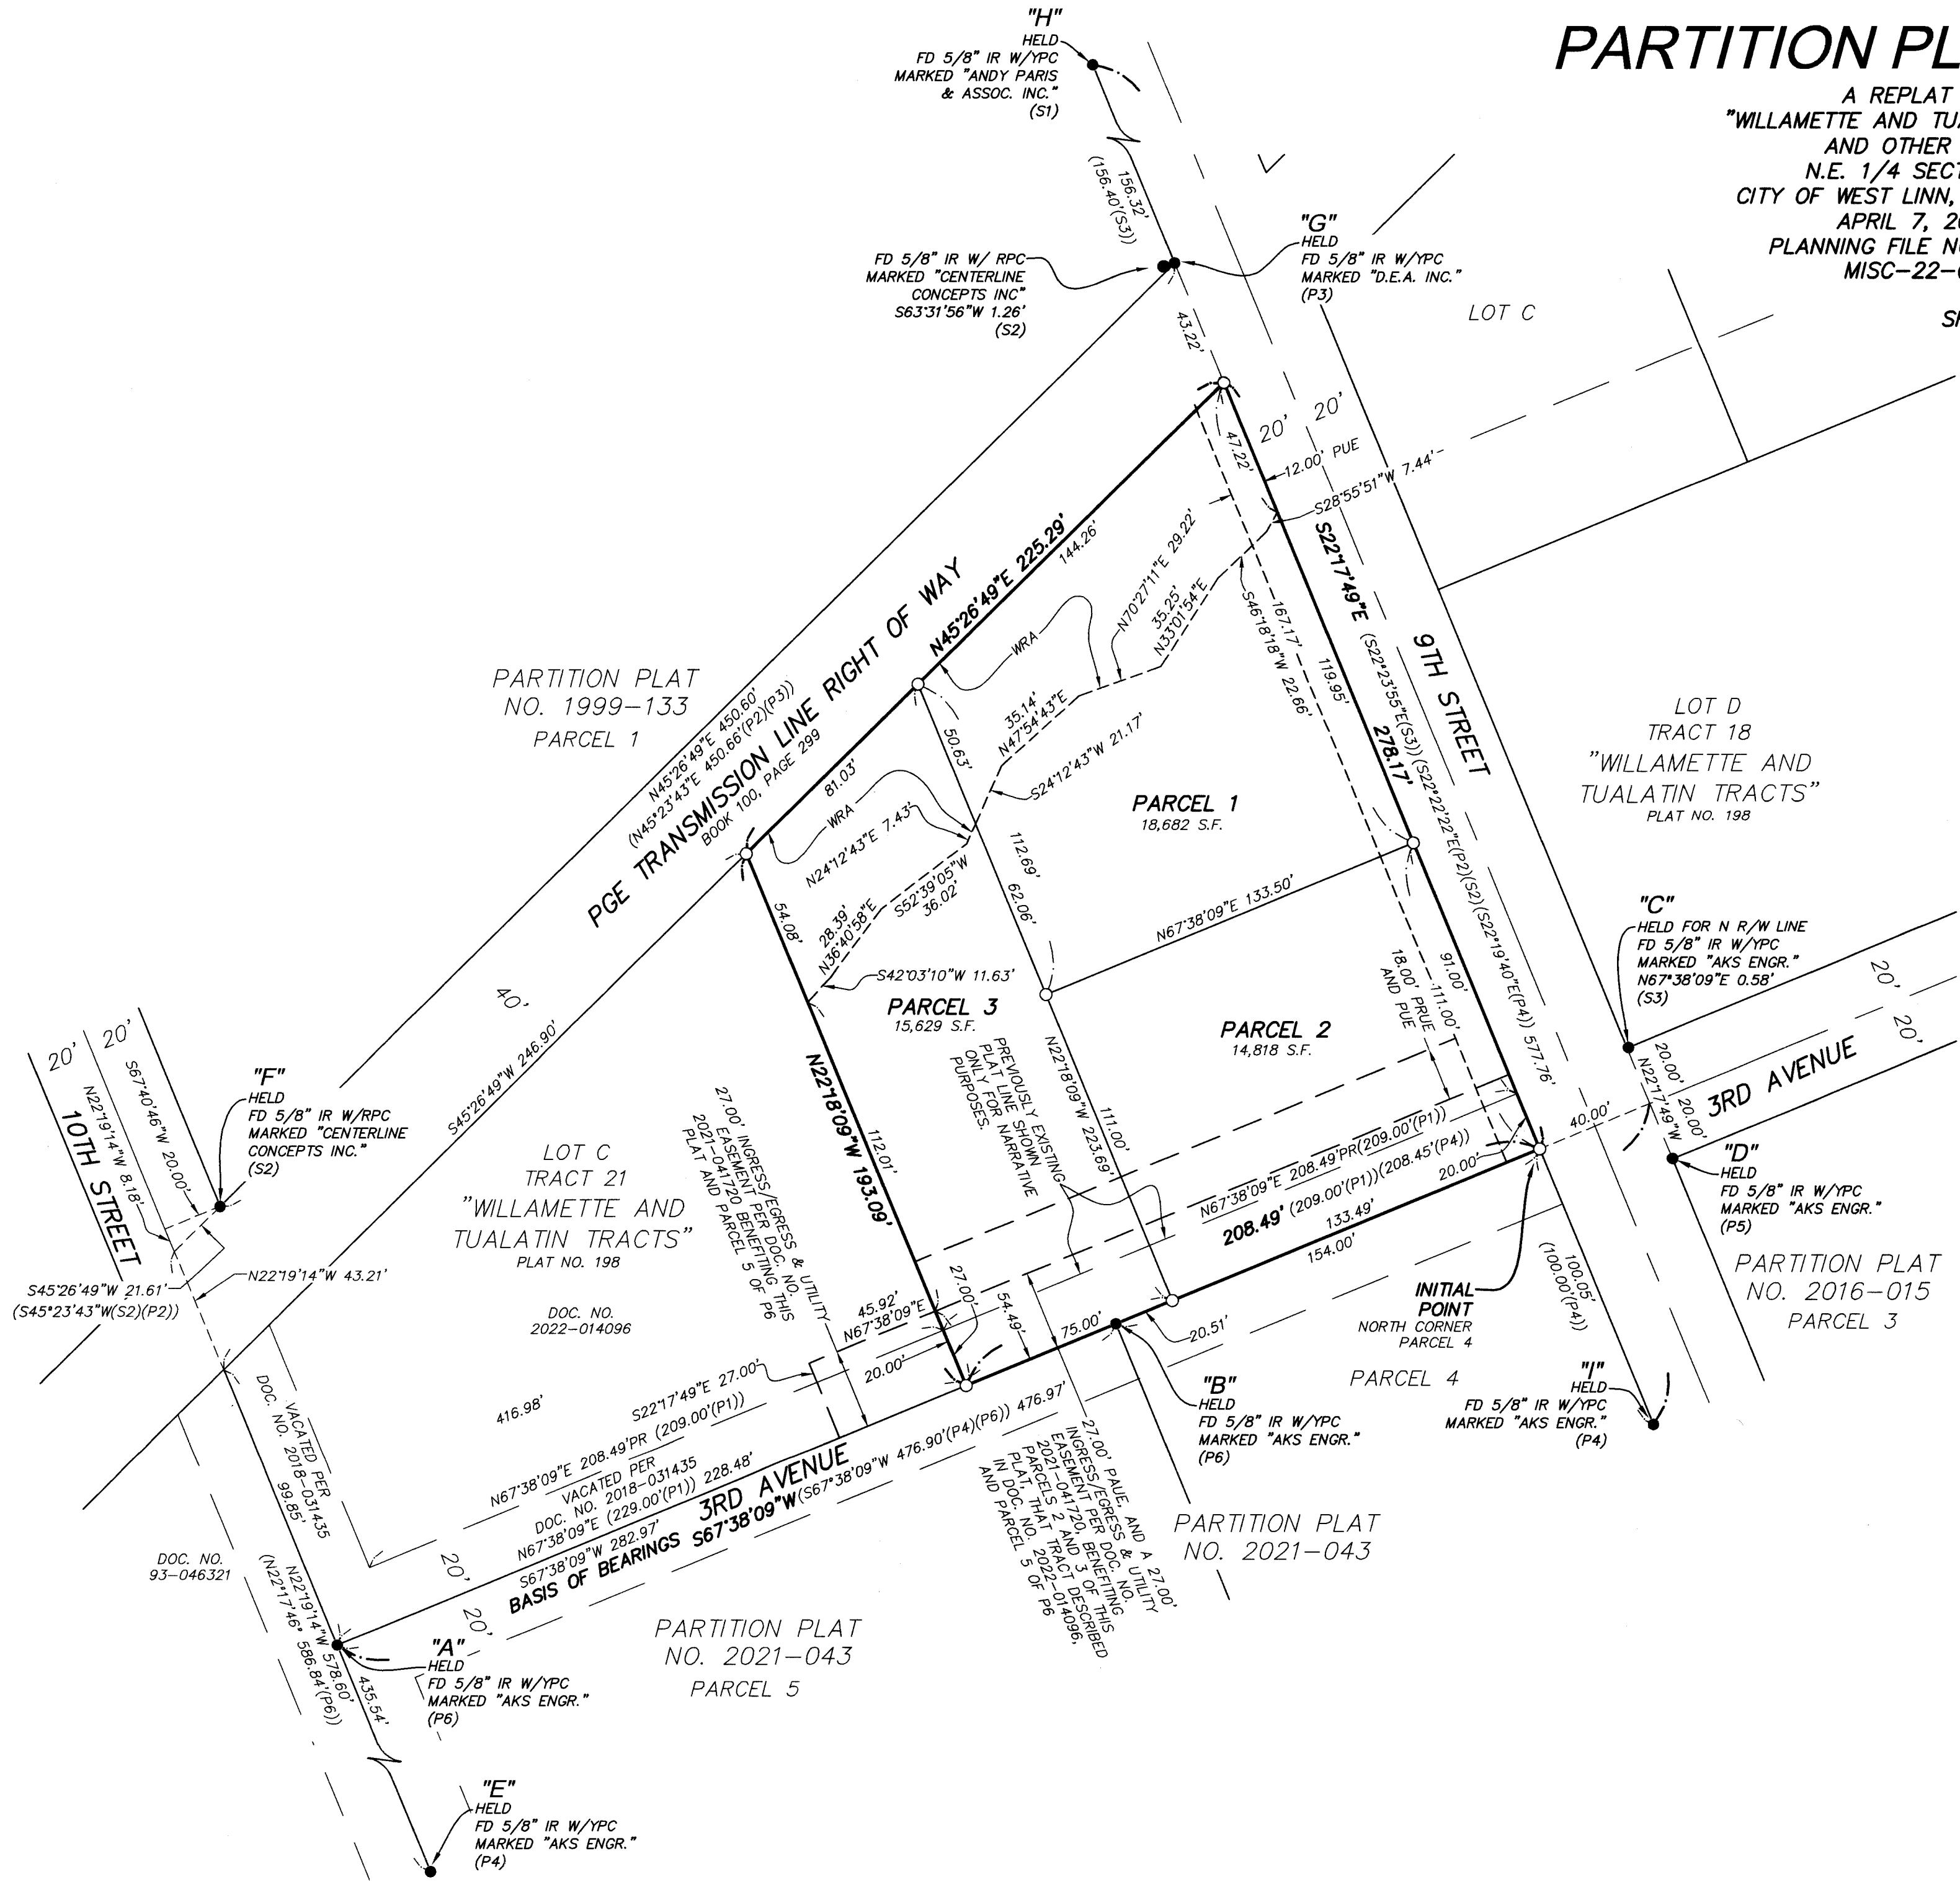 PARTITION PL
A REPLAT
"WILLAMETTE AND TUA
AND OTHER
N.E. 1/4 SECT
CITY OF WEST LINN,
APRIL 7, 20
PLANNING FILE N
MISC-22-
"H"
HELD
FD 5/8" IR W/YPC
MARKED "ANDY PARIS
& ASSOC. INC."
(S1)
156.32'
(156.40'(S3))
FD 5/8" IR W/ RPC
MARKED "CENTERLINE
CONCEPTS INC"
S63°31'56"W 1.26'
(S2)
"G"
HELD
FD 5/8" IR W/YPC
MARKED "D.E.A. INC."
(P3)
LOT C
43.22'
20' 20'
47.22'
12.00' PUE
S28°55'51"W 7.44'
N45°26'49"E 225.29'
144.26'
N70°27'11"E 29.22'
35.25'
N33°01'54"E
S46°18'18"W 22.66'
167.17'
119.95'
S22°17'49"E (S22°23'55"E(S3))(S22°22'22"E(P2)(S2)(S22°19'40"E(P4)) 577.76'
278.17'
9TH STREET
WRA
PARTITION PLAT
NO. 1999-133
PARCEL 1
N45°26'49"E 450.60'
(N45°23'43"E 450.66'(P2)(P3))
PGE TRANSMISSION LINE RIGHT OF WAY
BOOK 100, PAGE 299
81.03'
WRA
50.63'
35.14'
N47°54'43"E
S24°12'43"W 21.17'
N24°12'43"E 7.43'
PARCEL 1
18,682 S.F.
112.69'
62.06'
N67°38'09"E 133.50'
LOT D
TRACT 18
"WILLAMETTE AND
TUALATIN TRACTS"
PLAT NO. 198
54.08'
28.39'
N36°40'58"E
S52°39'05"W
36.02'
S42°03'10"W 11.63'
PARCEL 3
15,629 S.F.
PARCEL 2
14,818 S.F.
18.00' PRUE
AND PUE
91.00'
111.00'
"C"
HELD FOR N R/W LINE
FD 5/8" IR W/YPC
MARKED "AKS ENGR."
N67°38'09"E 0.58'
(S3)
20'
20'
3RD AVENUE
20.00' 20.00'
N22°17'49"W
40.00'
"D"
HELD
FD 5/8" IR W/YPC
MARKED "AKS ENGR."
(P5)
PARTITION PLAT
NO. 2016-015
PARCEL 3
40'
S45°26'49"W 246.90'
20' 20'
S67°40'46"W 20.00'
N22°19'14"W 8.18'
10TH STREET
"F"
HELD
FD 5/8" IR W/RPC
MARKED "CENTERLINE
CONCEPTS INC."
(S2)
S45°26'49"W 21.61'
(S45°23'43"W(S2)(P2))
N22°19'14"W 43.21'
LOT C
TRACT 21
"WILLAMETTE AND
TUALATIN TRACTS"
PLAT NO. 198
DOC. NO.
2022-014096
27.00' INGRESS/EGRESS & UTILITY
EASEMENT PER DOC. NO.
2021-041720 BENEFITING THIS
PLAT AND PARCEL 5 OF P6
N22°18'09"W 193.09'
112.01'
PREVIOUSLY EXISTING
PLAT LINE SHOWN
ONLY FOR NARRATIVE
PURPOSES.
N22°18'09"W 223.69'
111.00'
N67°38'09"E 208.49'PR(209.00'(P1))
208.49' (209.00'(P1))(208.45'(P4))
20.00'
133.49'
154.00'
45.92'
N67°38'09"E
27.00'
54.49'
75.00'
20.51'
20.00'
INITIAL
POINT
NORTH CORNER
PARCEL 4
PARCEL 4
100.05'
(100.00'(P4))
"I"
HELD
FD 5/8" IR W/YPC
MARKED "AKS ENGR."
(P4)
"B"
HELD
FD 5/8" IR W/YPC
MARKED "AKS ENGR."
(P6)
DOC. NO. 2018-031435
VACATED PER
99.85'
416.98'
S22°17'49"E 27.00'
N67°38'09"E 208.49'PR (209.00'(P1))
VACATED PER
DOC. NO. 2018-031435
N67°38'09"E (229.00'(P1)) 228.48'
3RD AVENUE
S67°38'09"W 282.97'
BASIS OF BEARINGS S67°38'09"W(S67°38'09"W 476.90'(P4)(P6)) 476.97'
20'
20'
27.00' PAUE, AND A 27.00'
INGRESS/EGRESS & UTILITY
EASEMENT PER DOC. NO.
2021-041720, BENEFITING
PARCELS 2 AND 3 OF THIS
PLAT, THAT TRACT DESCRIBED
IN DOC. NO. 2022-014096,
AND PARCEL 5 OF P6
PARTITION PLAT
NO. 2021-043
DOC. NO.
93-046321
N22°19'14"W 578.60'
(N22°17'46" 586.84'(P6))
435.54'
"A"
HELD
FD 5/8" IR W/YPC
MARKED "AKS ENGR."
(P6)
PARTITION PLAT
NO. 2021-043
PARCEL 5
"E"
HELD
FD 5/8" IR W/YPC
MARKED "AKS ENGR."
(P4)